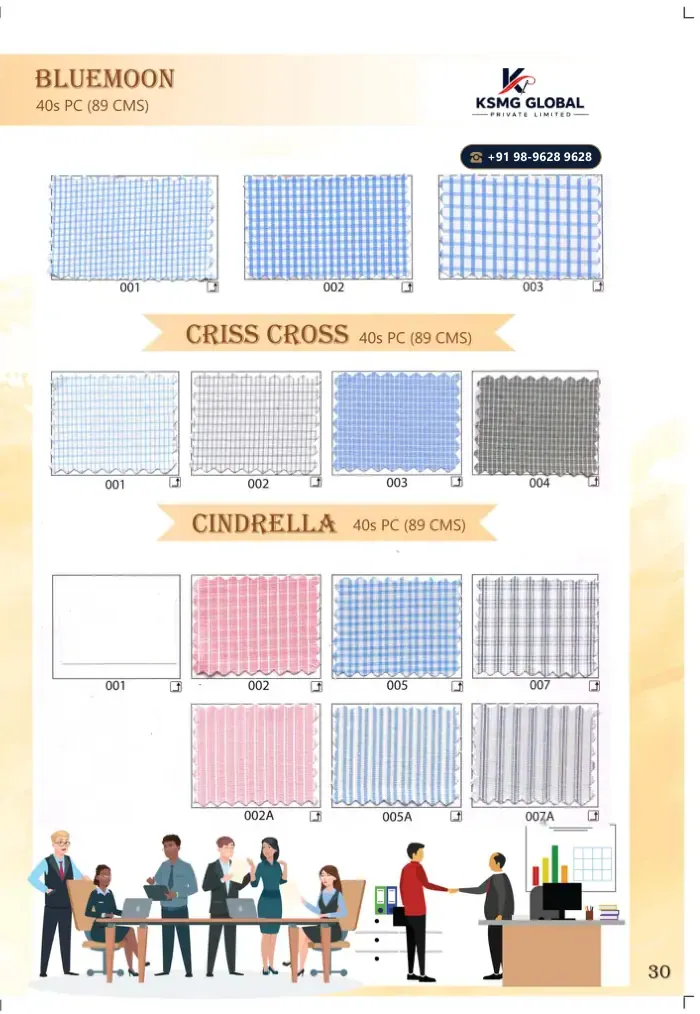 BLUEMOON
40s PC (89 CMS)
KSMG GLOBAL
PRIVATE LIMITED
+91 98-9628 9628
001 002 003
CRISS CROSS 40s PC (89 CMS)
001 002 003 004
CINDRELLA 40s PC (89 CMS)
001 002 005 007
002A 005A 007A
30